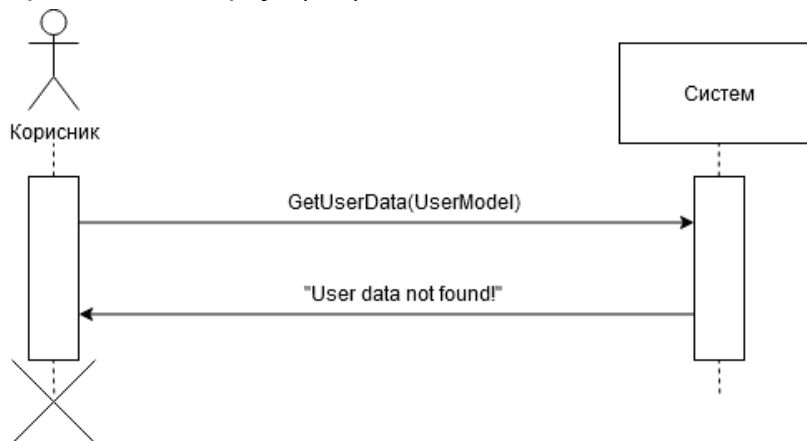 Корисник
Систем
GetUserData(UserModel)
"User data not found!"